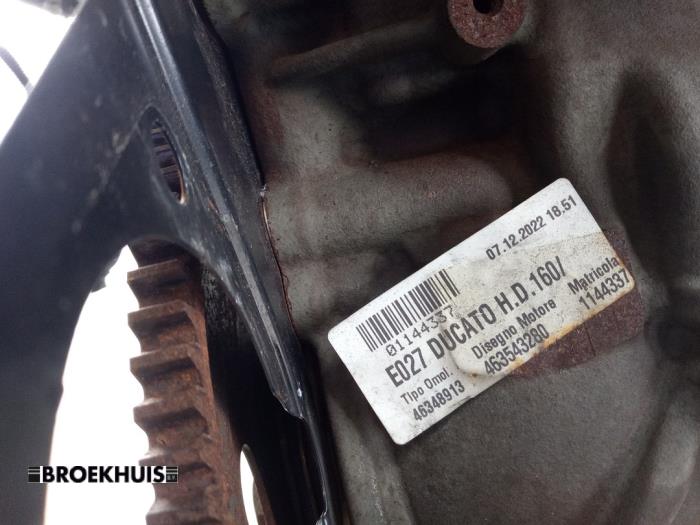 07.12.2022 18.51
01144337
E027 DUCATO H.D.160/
Tipo Omol. Disegno Motore Matricola
46348913 463543280 1144337
BROEKHUIS B.V.